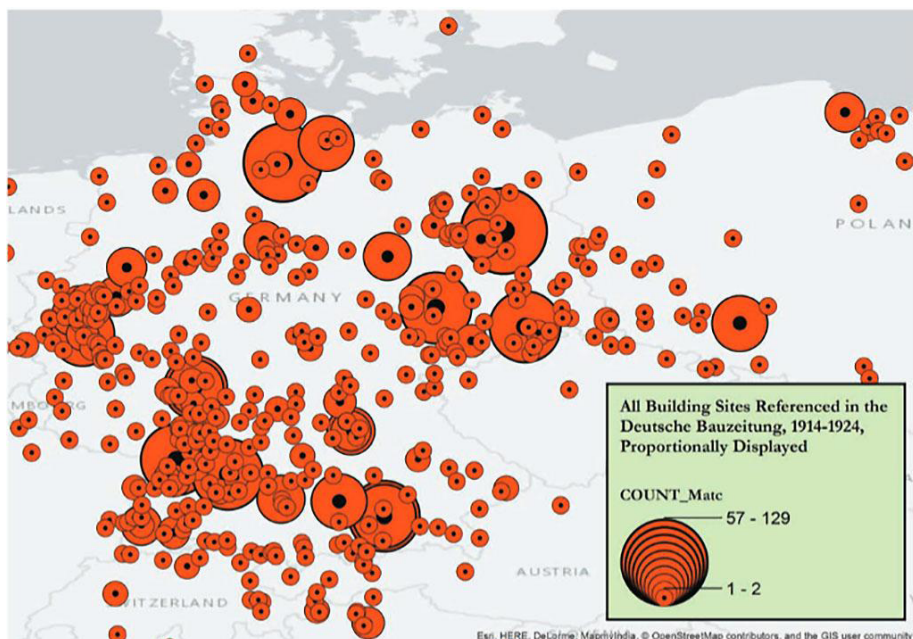 LANDS
POLAN
GERMANY
MBOURG
All Building Sites Referenced in the
Deutsche Bauzeitung, 1914-1924,
Proportionally Displayed
COUNT_Matc
57 - 129
1 - 2
AUSTRIA
WITZERLAND
Esri, HERE, DeLorme, MapmyIndia, © OpenStreetMap contributors, and the GIS user community